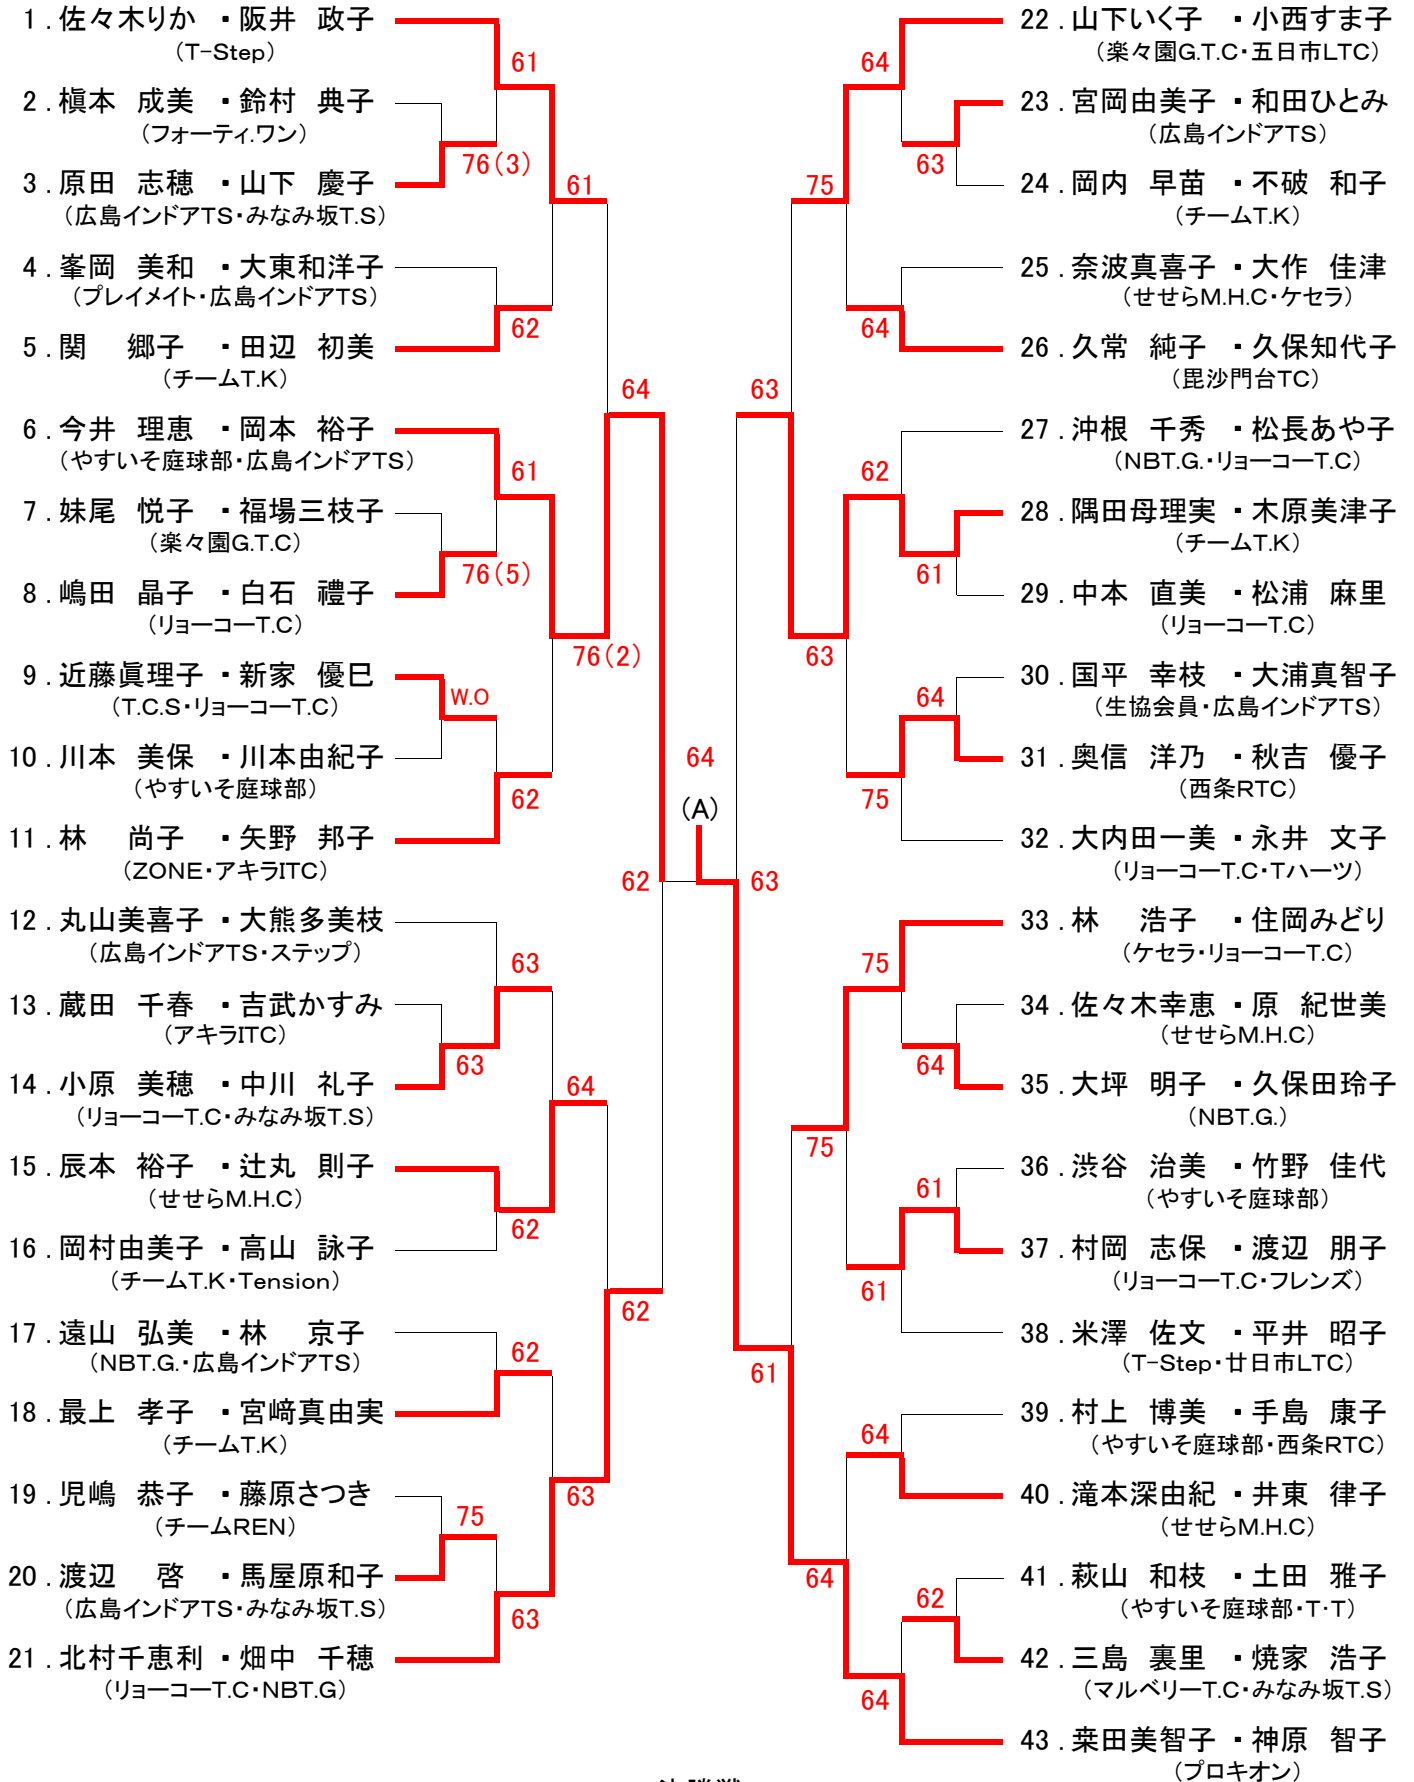 1．佐々木りか ・阪井 政子
（T-Step）
61
2．槇本 成美 ・鈴村 典子
（フォーティ.ワン）
76（3）
3．原田 志穂 ・山下 慶子
（広島インドアTS・みなみ坂T.S）
61
4．峯岡 美和 ・大東和洋子
（プレイメイト・広島インドアTS）
62
5．関 郷子 ・田辺 初美
（チームT.K）
64
6．今井 理恵 ・岡本 裕子
（やすいそ庭球部・広島インドアTS）
61
7．妹尾 悦子 ・福場三枝子
（楽々園G.T.C）
76（5）
8．嶋田 晶子 ・白石 禮子
（リョーコーT.C）
76（2）
9．近藤眞理子 ・新家 優巳
（T.C.S・リョーコーT.C）
W.O
10．川本 美保 ・川本由紀子
（やすいそ庭球部）
62
11．林 尚子 ・矢野 邦子
（ZONE・アキラITC）
62
12．丸山美喜子 ・大熊多美枝
（広島インドアTS・ステップ）
63
13．蔵田 千春 ・吉武かすみ
（アキラITC）
63
14．小原 美穂 ・中川 礼子
（リョーコーT.C・みなみ坂T.S）
64
15．辰本 裕子 ・辻丸 則子
（せせらM.H.C）
62
16．岡村由美子 ・高山 詠子
（チームT.K・Tension）
62
17．遠山 弘美 ・林 京子
（NBT.G.・広島インドアTS）
62
18．最上 孝子 ・宮﨑真由実
（チームT.K）
63
19．児嶋 恭子 ・藤原さつき
（チームREN）
75
20．渡辺 啓 ・馬屋原和子
（広島インドアTS・みなみ坂T.S）
63
21．北村千恵利 ・畑中 千穂
（リョーコーT.C・NBT.G）
64
（A）
22．山下いく子 ・小西すま子
（楽々園G.T.C・五日市LTC）
64
23．宮岡由美子 ・和田ひとみ
（広島インドアTS）
63
24．岡内 早苗 ・不破 和子
（チームT.K）
75
25．奈波真喜子 ・大作 佳津
（せせらM.H.C・ケセラ）
64
26．久常 純子 ・久保知代子
（毘沙門台TC）
63
27．沖根 千秀 ・松長あや子
（NBT.G.・リョーコーT.C）
62
28．隅田母理実 ・木原美津子
（チームT.K）
61
29．中本 直美 ・松浦 麻里
（リョーコーT.C）
63
30．国平 幸枝 ・大浦真智子
（生協会員・広島インドアTS）
64
31．奥信 洋乃 ・秋吉 優子
（西条RTC）
75
32．大内田一美 ・永井 文子
（リョーコーT.C・Tハーツ）
63
33．林 浩子 ・住岡みどり
（ケセラ・リョーコーT.C）
75
34．佐々木幸恵 ・原 紀世美
（せせらM.H.C）
64
35．大坪 明子 ・久保田玲子
（NBT.G.）
75
36．渋谷 治美 ・竹野 佳代
（やすいそ庭球部）
61
37．村岡 志保 ・渡辺 朋子
（リョーコーT.C・フレンズ）
61
38．米澤 佐文 ・平井 昭子
（T-Step・廿日市LTC）
61
39．村上 博美 ・手島 康子
（やすいそ庭球部・西条RTC）
64
40．滝本深由紀 ・井東 律子
（せせらM.H.C）
64
41．萩山 和枝 ・土田 雅子
（やすいそ庭球部・T･T）
62
42．三島 裏里 ・焼家 浩子
（マルベリーT.C・みなみ坂T.S）
64
43．桒田美智子 ・神原 智子
（プロキオン）